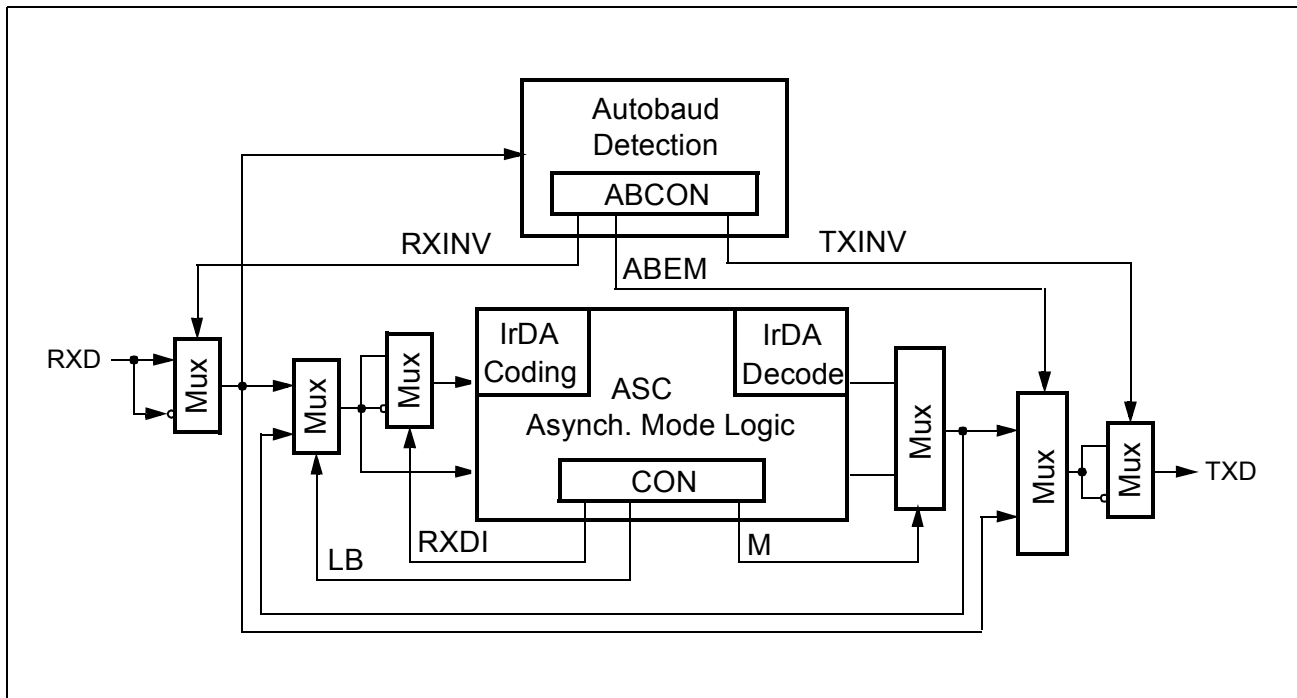 Autobaud
Detection
ABCON
RXINV
TXINV
ABEM
IrDA
Coding
IrDA
Decode
RXD
Mux
Mux
Mux
ASC
Asynch. Mode Logic
CON
Mux
Mux
Mux
TXD
RXDI
M
LB